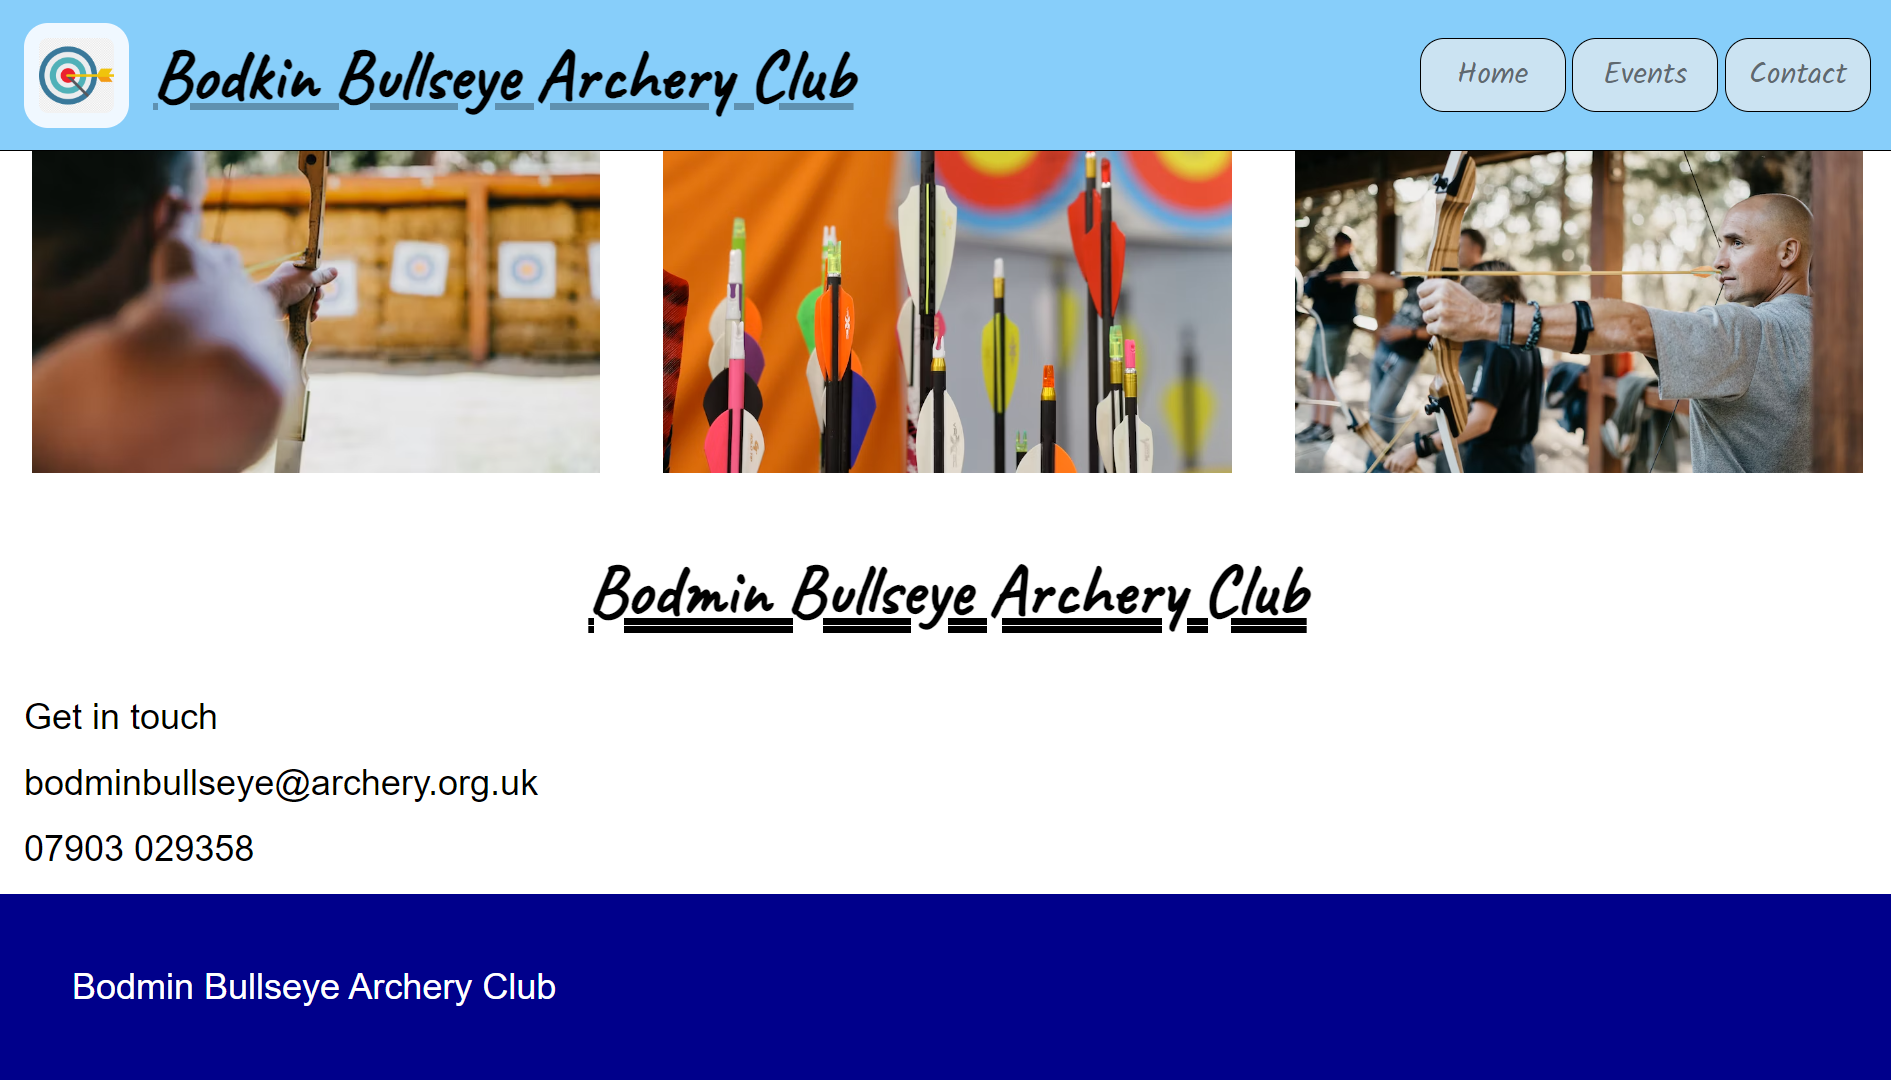 Bodkin Bullseye Archery Club
Home
Events
Contact
Bodmin Bullseye Archery Club
Get in touch
bodminbullseye@archery.org.uk
07903 029358
Bodmin Bullseye Archery Club